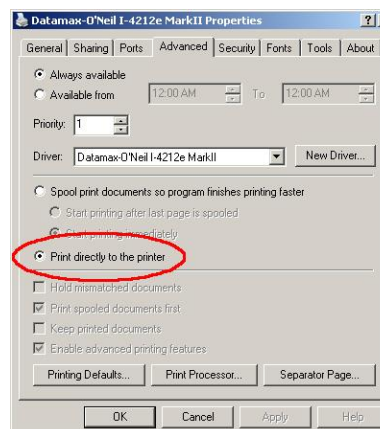 Datamax-O'Neil I-4212e MarkII Properties ?
General Sharing Ports Advanced Security Fonts Tools About
Always available
Available from 12:00 AM To 12:00 AM
Priority: 1
Driver: Datamax-O'Neil I-4212e MarkII New Driver...
Spool print documents so program finishes printing faster
Start printing after last page is spooled
Start printing immediately
Print directly to the printer
Hold mismatched documents
Print spooled documents first
Keep printed documents
Enable advanced printing features
Printing Defaults... Print Processor... Separator Page...
OK Cancel Apply Help